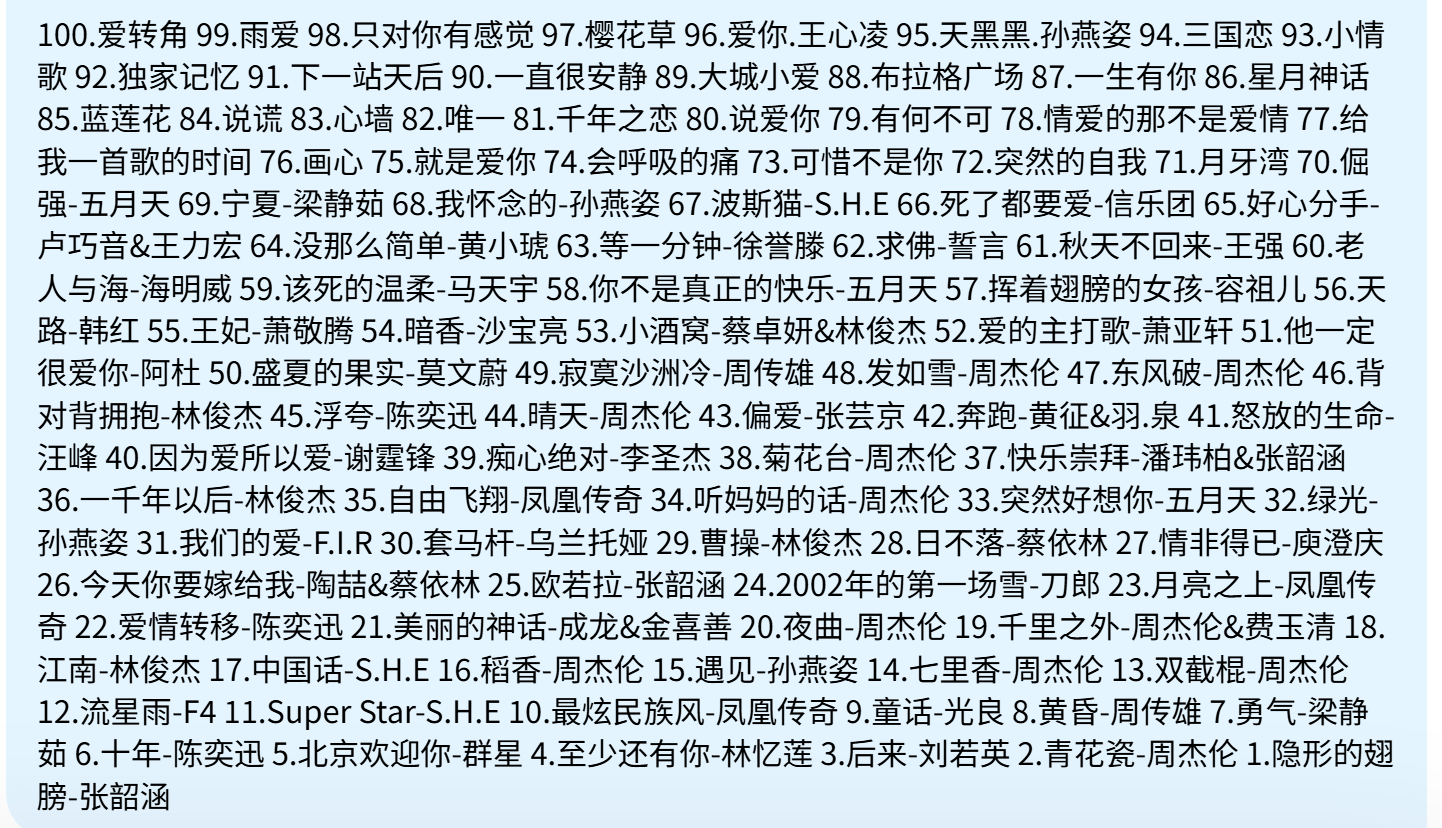 100.爱转角 99.雨爱 98.只对你有感觉 97.樱花草 96.爱你.王心凌 95.天黑黑.孙燕姿 94.三国恋 93.小情
歌 92.独家记忆 91.下一站天后 90.一直很安静 89.大城小爱 88.布拉格广场 87.一生有你 86.星月神话
85.蓝莲花 84.说谎 83.心墙 82.唯一 81.千年之恋 80.说爱你 79.有何不可 78.情爱的那不是爱情 77.给
我一首歌的时间 76.画心 75.就是爱你 74.会呼吸的痛 73.可惜不是你 72.突然的自我 71.月牙湾 70.倔
强-五月天 69.宁夏-梁静茹 68.我怀念的-孙燕姿 67.波斯猫-S.H.E 66.死了都要爱-信乐团 65.好心分手-
卢巧音&王力宏 64.没那么简单-黄小琥 63.等一分钟-徐誉滕 62.求佛-誓言 61.秋天不回来-王强 60.老
人与海-海明威 59.该死的温柔-马天宇 58.你不是真正的快乐-五月天 57.挥着翅膀的女孩-容祖儿 56.天
路-韩红 55.王妃-萧敬腾 54.暗香-沙宝亮 53.小酒窝-蔡卓妍&林俊杰 52.爱的主打歌-萧亚轩 51.他一定
很爱你-阿杜 50.盛夏的果实-莫文蔚 49.寂寞沙洲冷-周传雄 48.发如雪-周杰伦 47.东风破-周杰伦 46.背
对背拥抱-林俊杰 45.浮夸-陈奕迅 44.晴天-周杰伦 43.偏爱-张芸京 42.奔跑-黄征&羽.泉 41.怒放的生命-
汪峰 40.因为爱所以爱-谢霆锋 39.痴心绝对-李圣杰 38.菊花台-周杰伦 37.快乐崇拜-潘玮柏&张韶涵
36.一千年以后-林俊杰 35.自由飞翔-凤凰传奇 34.听妈妈的话-周杰伦 33.突然好想你-五月天 32.绿光-
孙燕姿 31.我们的爱-F.I.R 30.套马杆-乌兰托娅 29.曹操-林俊杰 28.日不落-蔡依林 27.情非得已-庾澄庆
26.今天你要嫁给我-陶喆&蔡依林 25.欧若拉-张韶涵 24.2002年的第一场雪-刀郎 23.月亮之上-凤凰传
奇 22.爱情转移-陈奕迅 21.美丽的神话-成龙&金喜善 20.夜曲-周杰伦 19.千里之外-周杰伦&费玉清 18.
江南-林俊杰 17.中国话-S.H.E 16.稻香-周杰伦 15.遇见-孙燕姿 14.七里香-周杰伦 13.双截棍-周杰伦
12.流星雨-F4 11.Super Star-S.H.E 10.最炫民族风-凤凰传奇 9.童话-光良 8.黄昏-周传雄 7.勇气-梁静
茹 6.十年-陈奕迅 5.北京欢迎你-群星 4.至少还有你-林忆莲 3.后来-刘若英 2.青花瓷-周杰伦 1.隐形的翅
膀-张韶涵